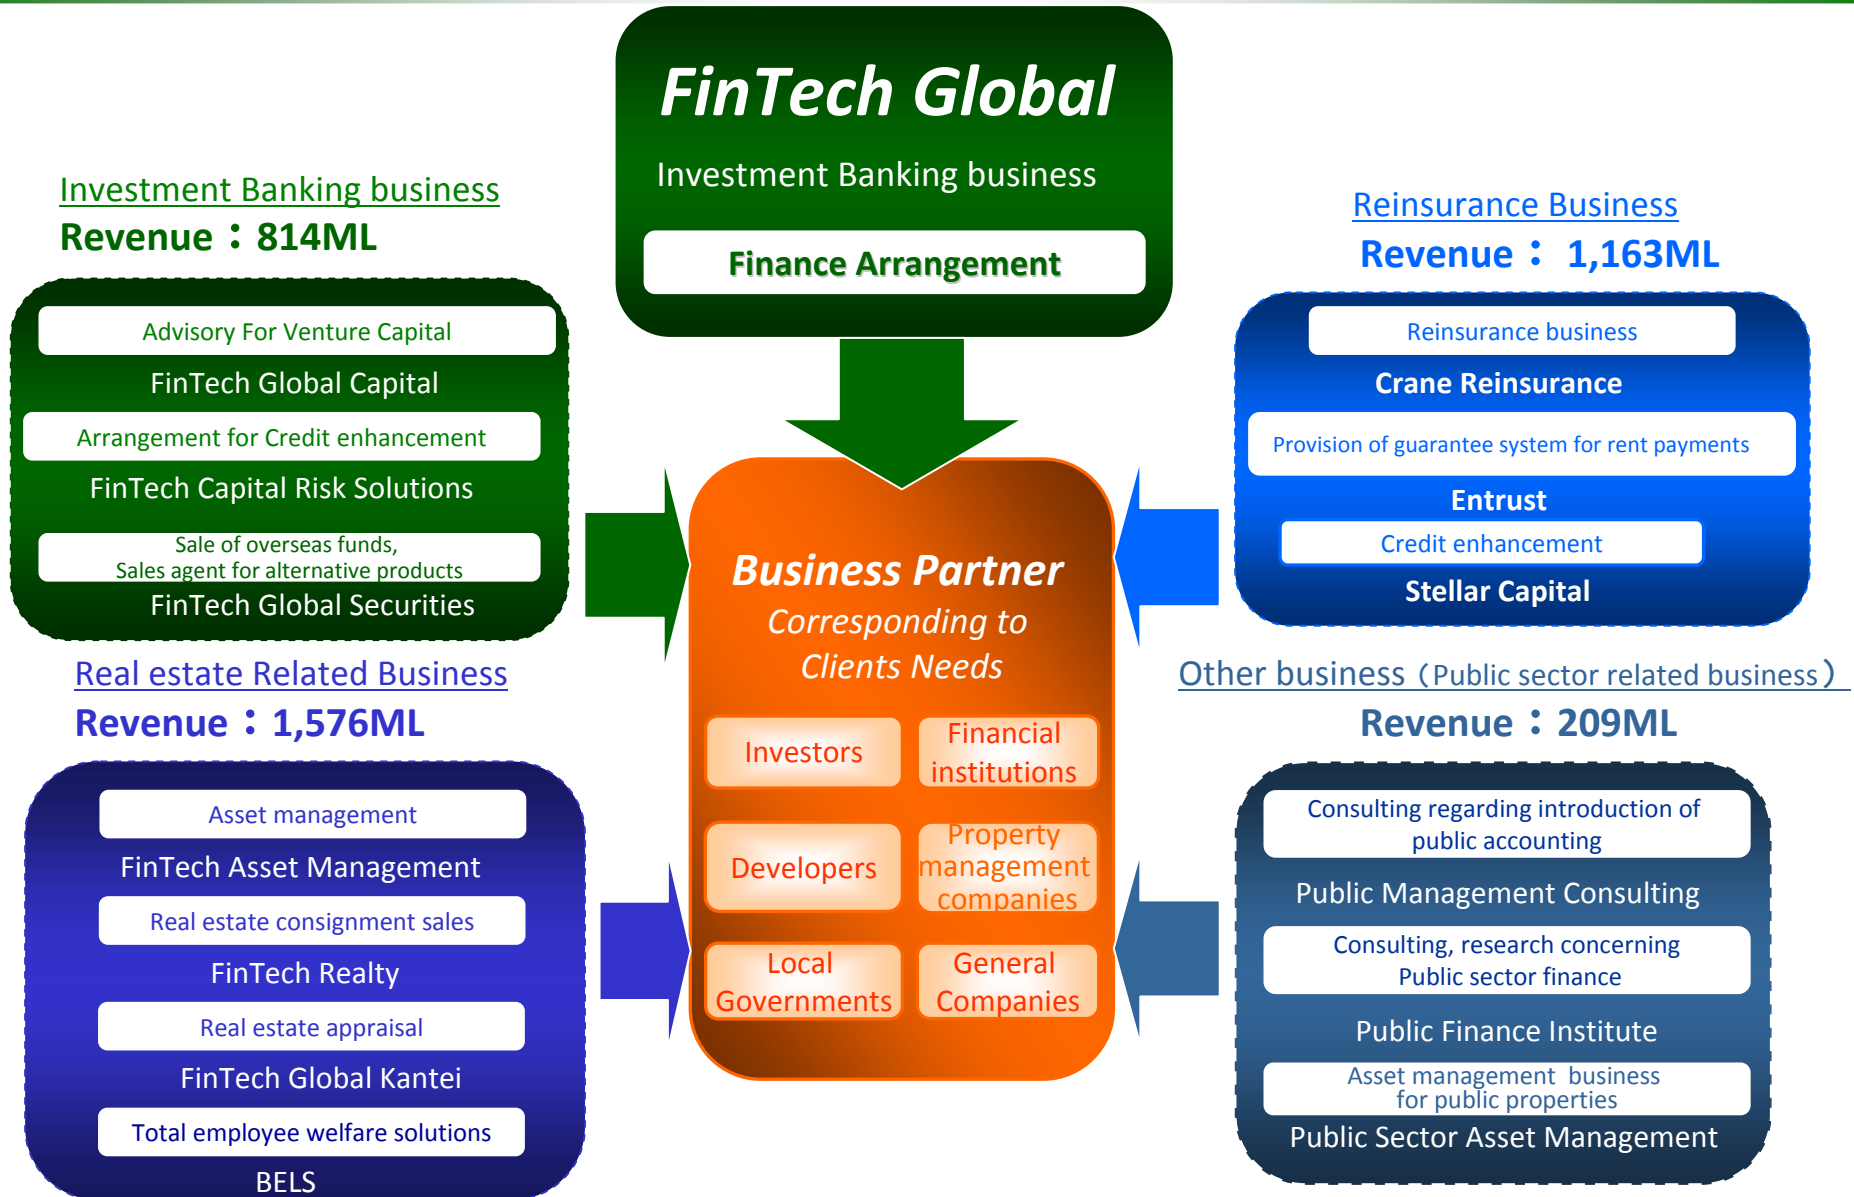 FinTech Global
Investment Banking business
Finance Arrangement
Investment Banking business
Revenue：814ML
Advisory For Venture Capital
FinTech Global Capital
Arrangement for Credit enhancement
FinTech Capital Risk Solutions
Sale of overseas funds,
Sales agent for alternative products
FinTech Global Securities
Real estate Related Business
Revenue：1,576ML
Asset management
FinTech Asset Management
Real estate consignment sales
FinTech Realty
Real estate appraisal
FinTech Global Kantei
Total employee welfare solutions
BELS
Business Partner
Corresponding to
Clients Needs
Investors
Financial
institutions
Developers
Property
management
companies
Local
Governments
General
Companies
Reinsurance Business
Revenue： 1,163ML
Reinsurance business
Crane Reinsurance
Provision of guarantee system for rent payments
Entrust
Credit enhancement
Stellar Capital
Other business（Public sector related business）
Revenue：209ML
Consulting regarding introduction of
public accounting
Public Management Consulting
Consulting, research concerning
Public sector finance
Public Finance Institute
Asset management business
for public properties
Public Sector Asset Management